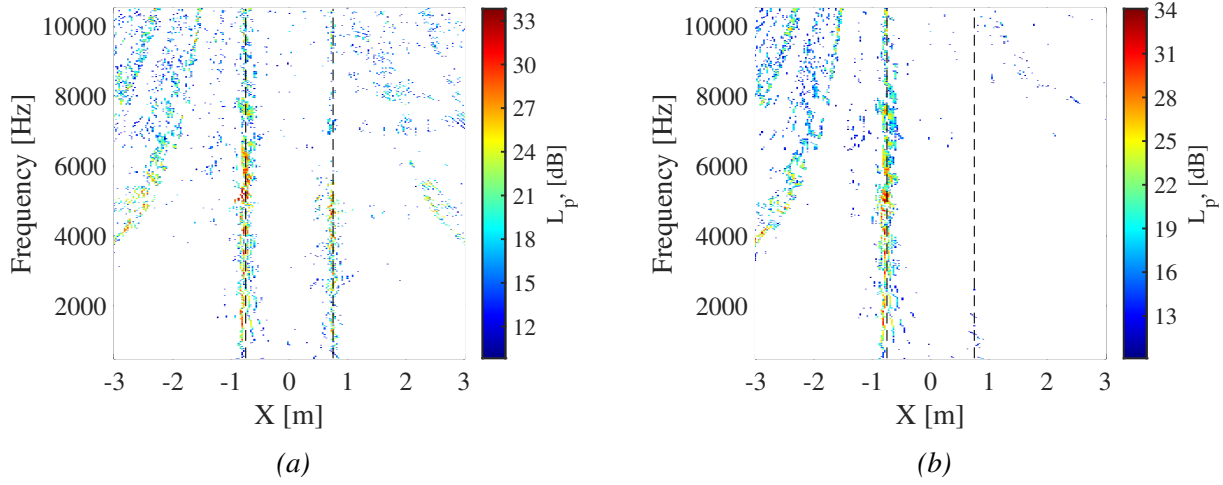 10000
8000
6000
4000
2000
Frequency [Hz]
-3 -2 -1 0 1 2 3
X [m]
33
30
27
24
21
18
15
12
L_p, [dB]
(a)
10000
8000
6000
4000
2000
Frequency [Hz]
-3 -2 -1 0 1 2 3
X [m]
34
31
28
25
22
19
16
13
L_p, [dB]
(b)